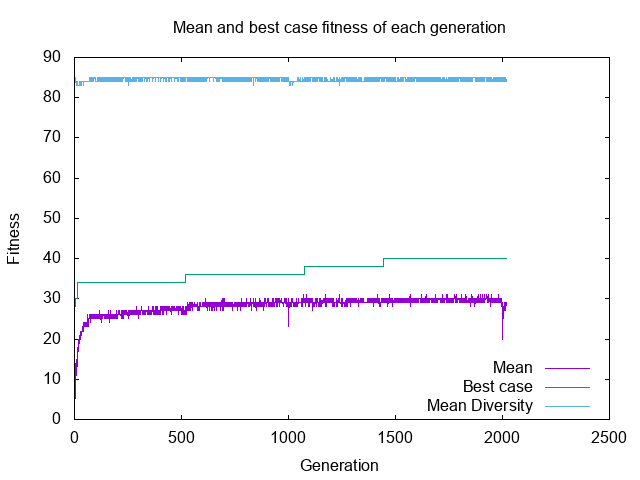 Mean and best case fitness of each generation
90
80
70
60
50
40
30
20
10
0
Fitness
Mean
Best case
Mean Diversity
0 500 1000 1500 2000 2500
Generation